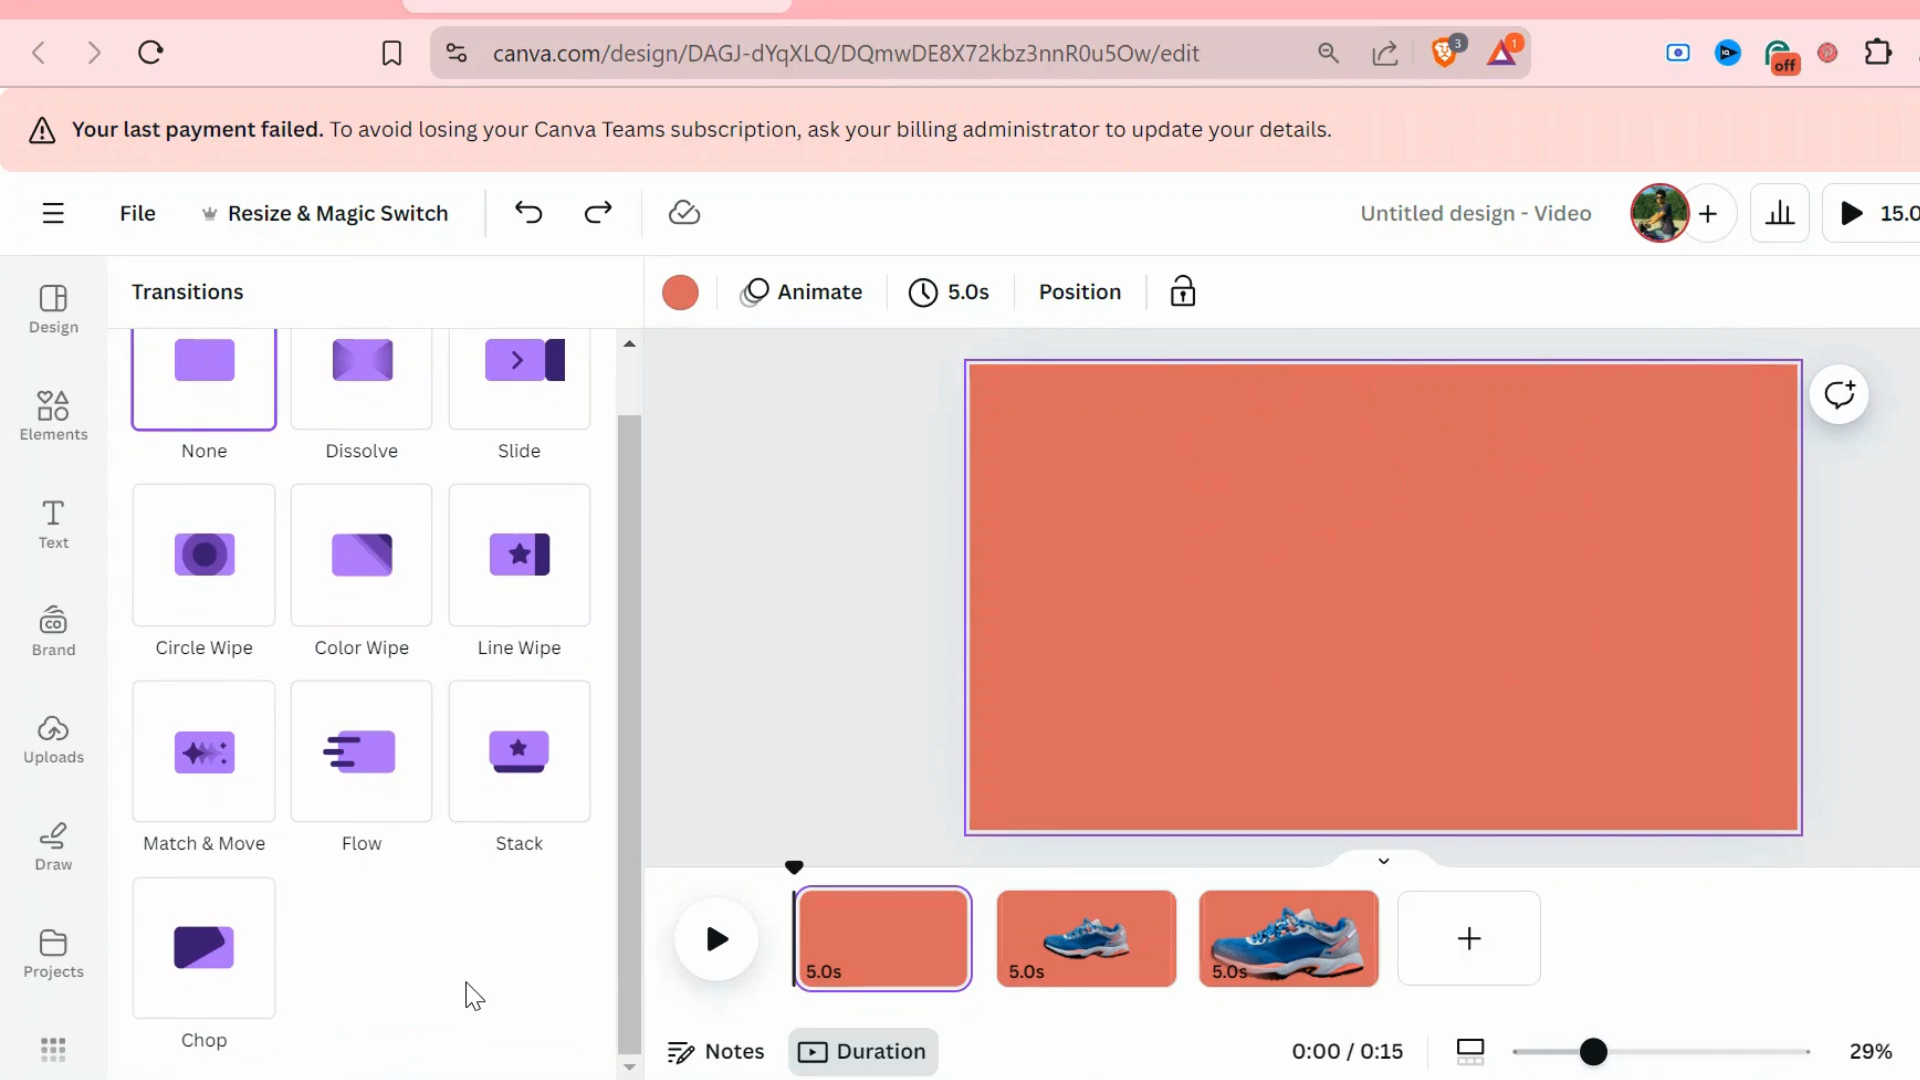 canva.com/design/DAGJ-dYqXLQ/DQmwDE8X72kbz3nnR0u5Ow/edit
3
1
off
Your last payment failed. To avoid losing your Canva Teams subscription, ask your billing administrator to update your details.
File
Resize & Magic Switch
Untitled design - Video
15.0
Design
Elements
Text
Brand
Uploads
Draw
Projects
Transitions
None
Dissolve
Slide
Circle Wipe
Color Wipe
Line Wipe
Match & Move
Flow
Stack
Chop
Animate
5.0s
Position
5.0s
5.0s
5.0s
Notes
Duration
0:00 / 0:15
29%